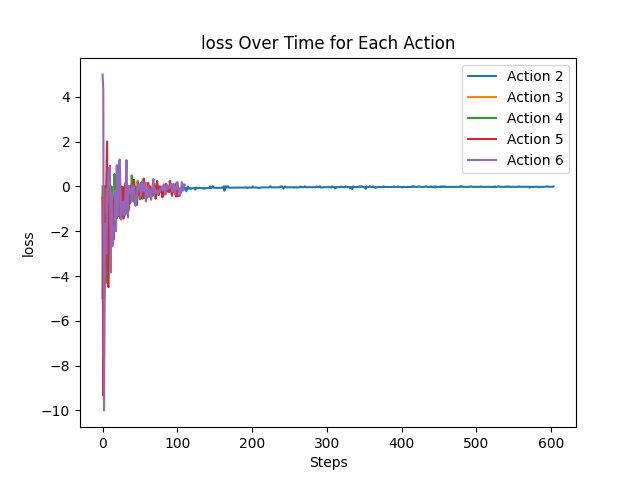 loss Over Time for Each Action
Action 2
Action 3
Action 4
Action 5
Action 6
4
2
0
−2
−4
−6
−8
−10
loss
0 100 200 300 400 500 600
Steps